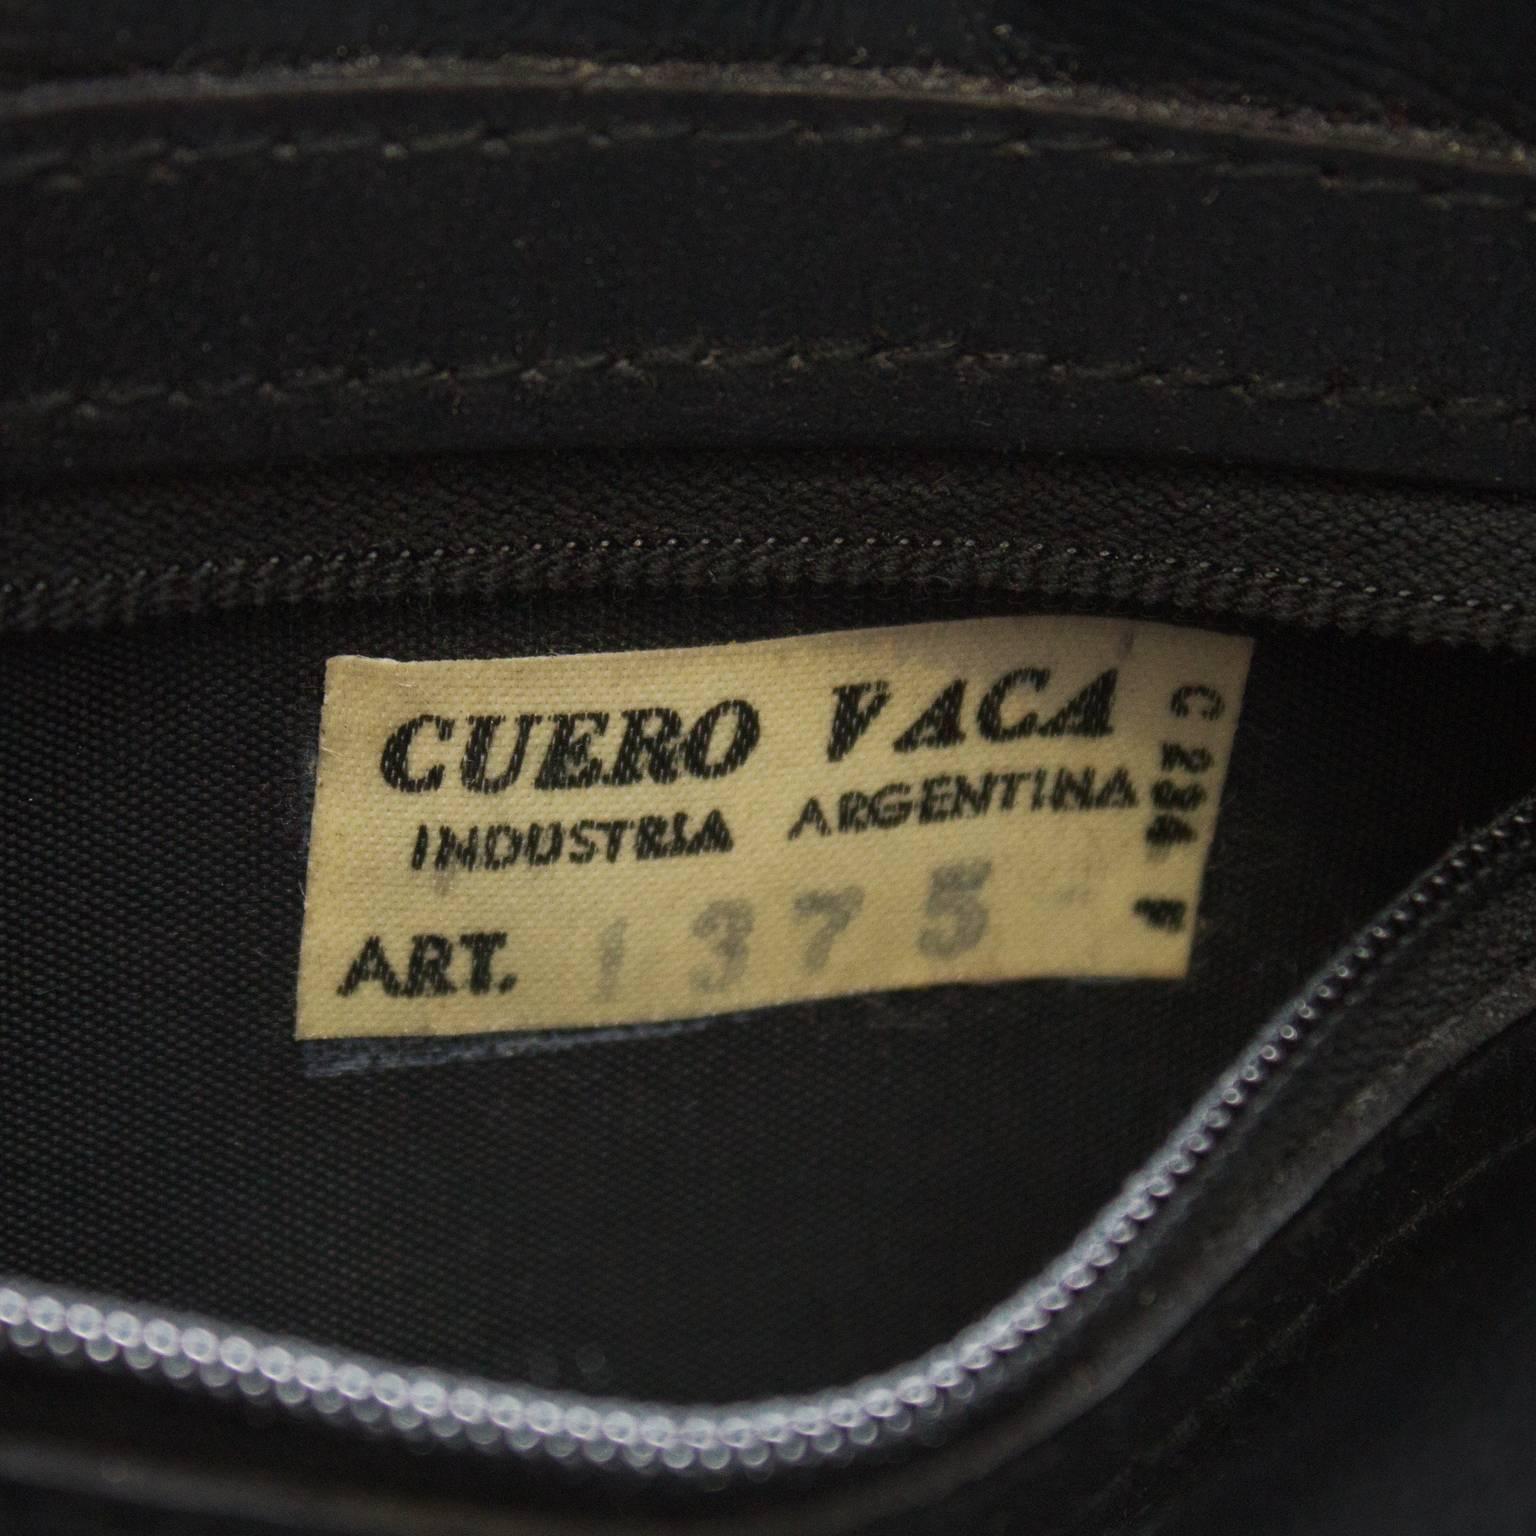 CUERO VACA
INDUSTRIA ARGENTINA
ART. 1375